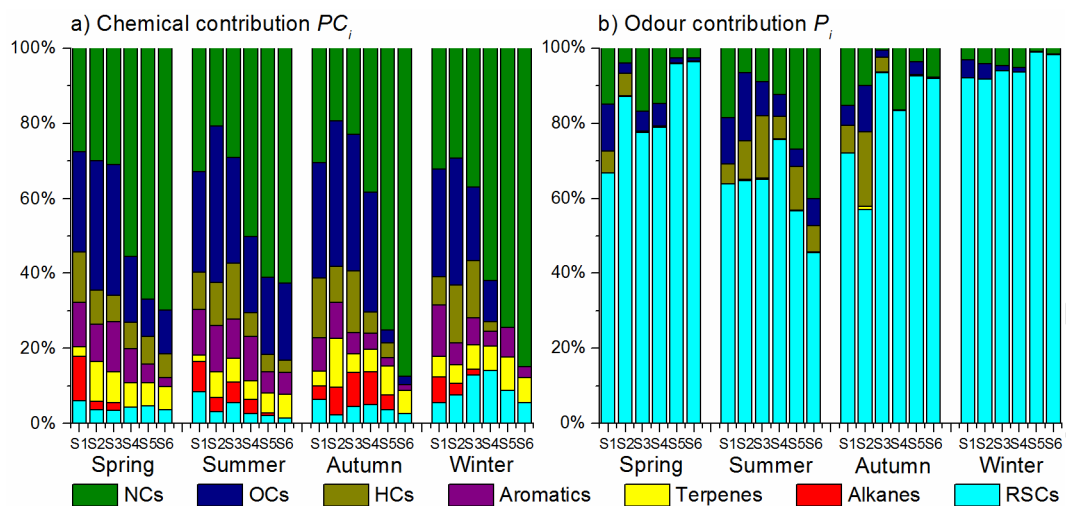 a) Chemical contribution PCi
b) Odour contribution Pi
100%
80%
60%
40%
20%
0%
100%
80%
60%
40%
20%
0%
S1S2S3S4S5S6 S1S2S3S4S5S6 S1S2S3S4S5S6 S1S2S3S4S5S6
S1S2S3S4S5S6 S1S2S3S4S5S6 S1S2S3S4S5S6 S1S2S3S4S5S6
Spring Summer Autumn Winter
Spring Summer Autumn Winter
NCs OCs HCs Aromatics Terpenes Alkanes RSCs